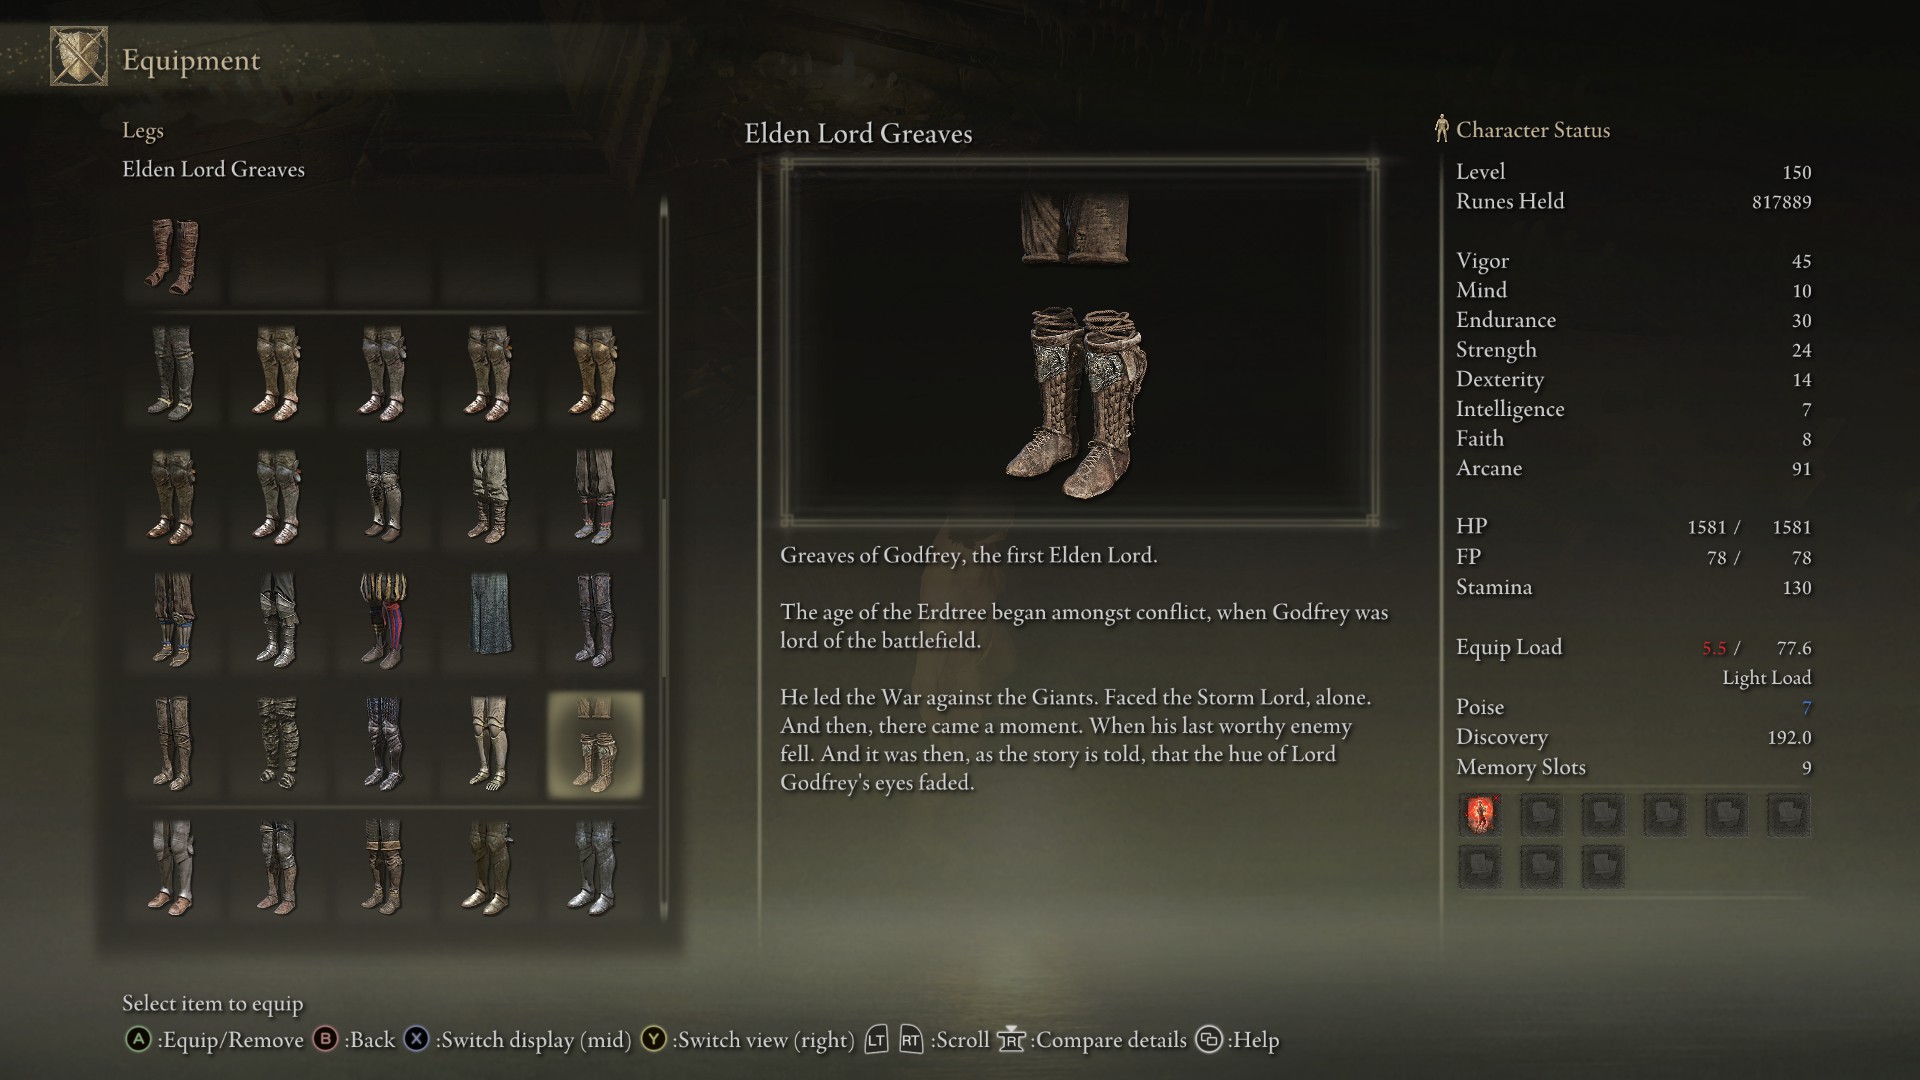 Equipment
Legs
Elden Lord Greaves
Elden Lord Greaves
Greaves of Godfrey, the first Elden Lord.
The age of the Erdtree began amongst conflict, when Godfrey was
lord of the battlefield.
He led the War against the Giants. Faced the Storm Lord, alone.
And then, there came a moment. When his last worthy enemy
fell. And it was then, as the story is told, that the hue of Lord
Godfrey's eyes faded.
Character Status
Level 150
Runes Held 817889
Vigor 45
Mind 10
Endurance 30
Strength 24
Dexterity 14
Intelligence 7
Faith 8
Arcane 91
HP 1581 / 1581
FP 78 / 78
Stamina 130
Equip Load 5.5 / 77.6
Light Load
Poise 7
Discovery 192.0
Memory Slots 9
Select item to equip
A :Equip/Remove B :Back X :Switch display (mid) Y :Switch view (right) LT RT :Scroll R :Compare details :Help